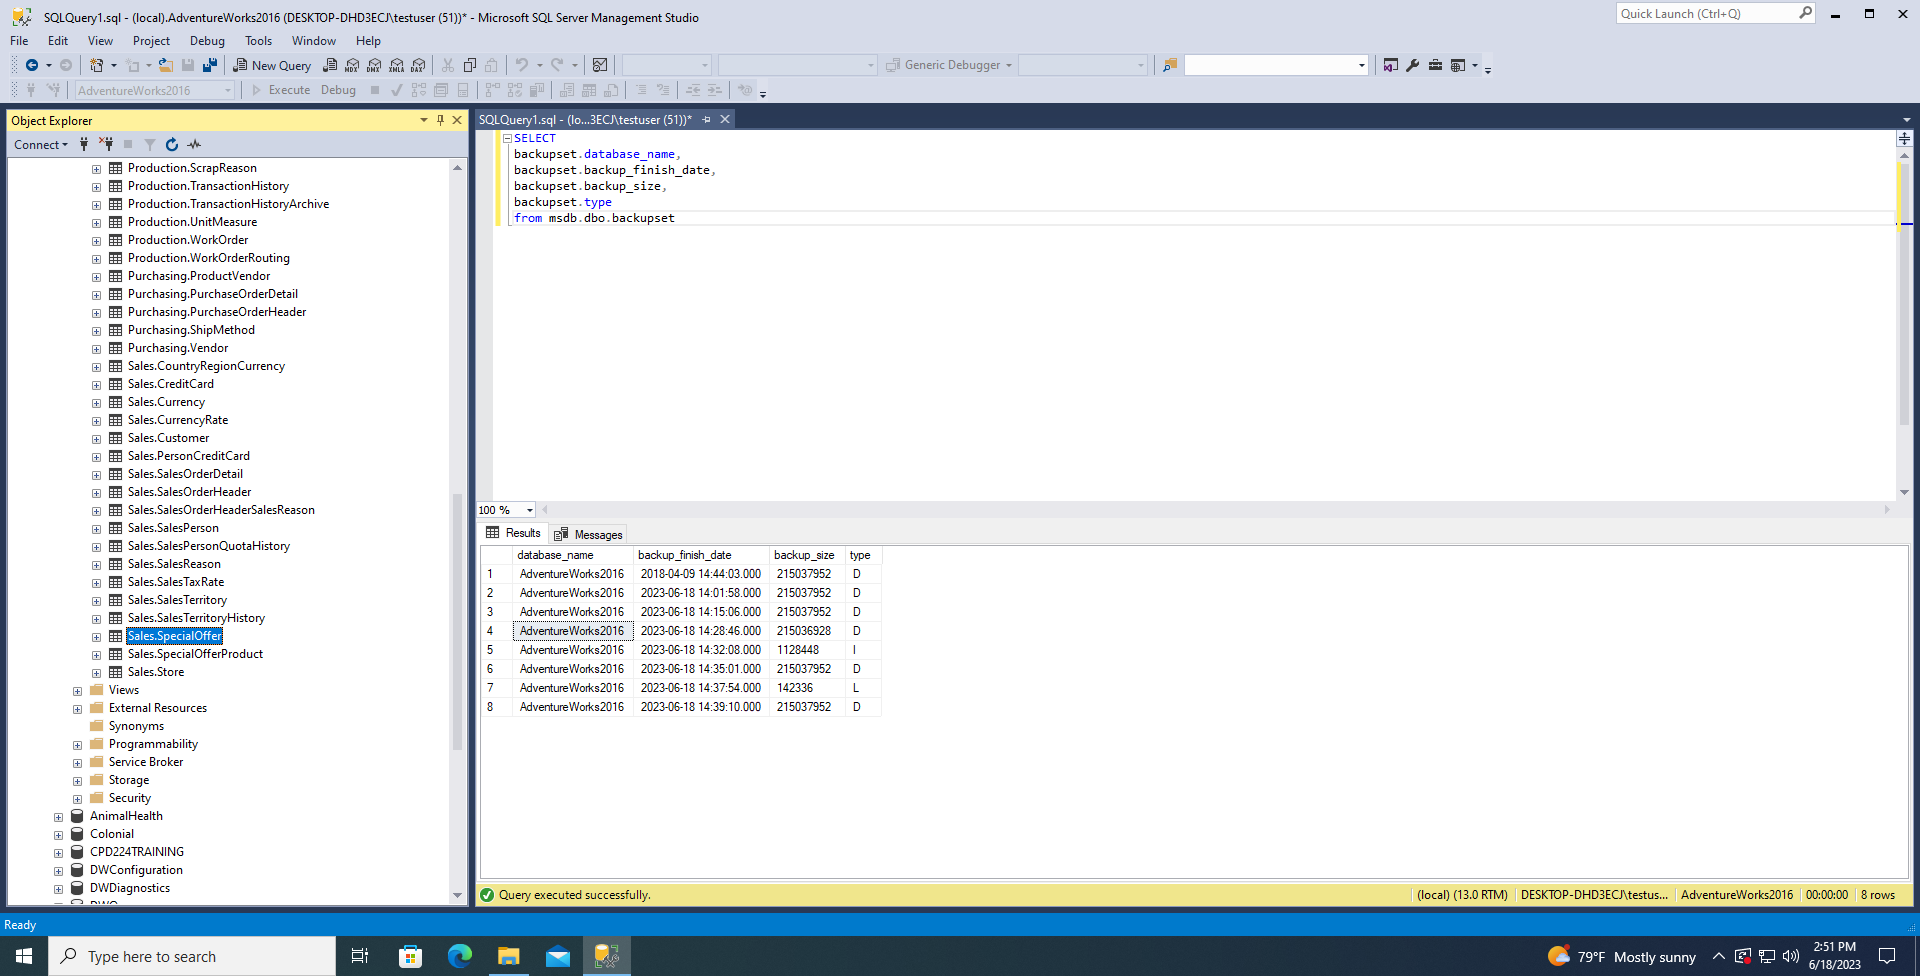 SQLQuery1.sql - (local).AdventureWorks2016 (DESKTOP-DHD3ECJ\testuser (51))* - Microsoft SQL Server Management Studio
Quick Launch (Ctrl+Q)
File Edit View Project Debug Tools Window Help
New Query
MDX DMX XMLA DAX
Generic Debugger
AdventureWorks2016
Execute Debug
Object Explorer
Connect
Production.ScrapReason
Production.TransactionHistory
Production.TransactionHistoryArchive
Production.UnitMeasure
Production.WorkOrder
Production.WorkOrderRouting
Purchasing.ProductVendor
Purchasing.PurchaseOrderDetail
Purchasing.PurchaseOrderHeader
Purchasing.ShipMethod
Purchasing.Vendor
Sales.CountryRegionCurrency
Sales.CreditCard
Sales.Currency
Sales.CurrencyRate
Sales.Customer
Sales.PersonCreditCard
Sales.SalesOrderDetail
Sales.SalesOrderHeader
Sales.SalesOrderHeaderSalesReason
Sales.SalesPerson
Sales.SalesPersonQuotaHistory
Sales.SalesReason
Sales.SalesTaxRate
Sales.SalesTerritory
Sales.SalesTerritoryHistory
Sales.SpecialOffer
Sales.SpecialOfferProduct
Sales.Store
Views
External Resources
Synonyms
Programmability
Service Broker
Storage
Security
AnimalHealth
Colonial
CPD224TRAINING
DWConfiguration
DWDiagnostics
SQLQuery1.sql - (lo...3ECJ\testuser (51))*
SELECT
backupset.database_name,
backupset.backup_finish_date,
backupset.backup_size,
backupset.type
from msdb.dbo.backupset
100 %
Results Messages
database_name backup_finish_date backup_size type
1 AdventureWorks2016 2018-04-09 14:44:03.000 215037952 D
2 AdventureWorks2016 2023-06-18 14:01:58.000 215037952 D
3 AdventureWorks2016 2023-06-18 14:15:06.000 215037952 D
4 AdventureWorks2016 2023-06-18 14:28:46.000 215036928 D
5 AdventureWorks2016 2023-06-18 14:32:08.000 1128448 I
6 AdventureWorks2016 2023-06-18 14:35:01.000 215037952 D
7 AdventureWorks2016 2023-06-18 14:37:54.000 142336 L
8 AdventureWorks2016 2023-06-18 14:39:10.000 215037952 D
Query executed successfully. (local) (13.0 RTM) DESKTOP-DHD3ECJ\testus... AdventureWorks2016 00:00:00 8 rows
Ready
Type here to search
79°F Mostly sunny
2:51 PM
6/18/2023